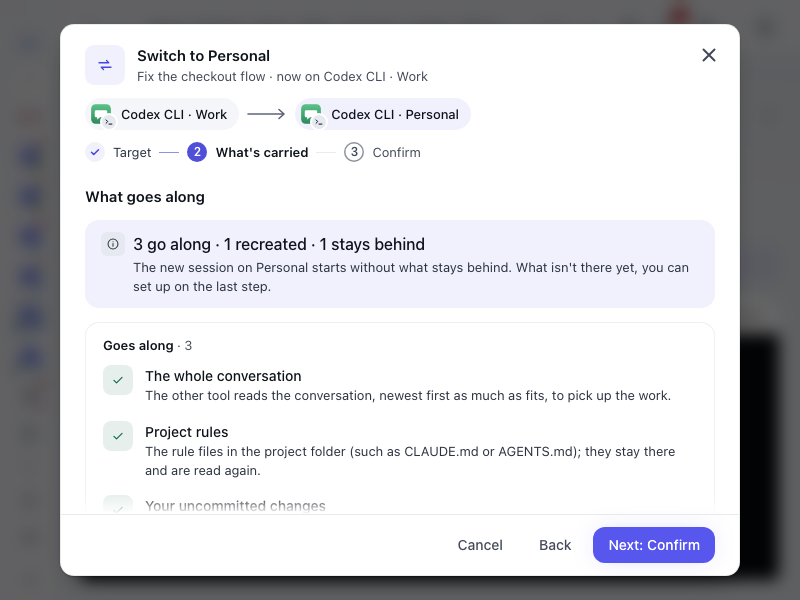 Switch to Personal
Fix the checkout flow · now on Codex CLI · Work
Codex CLI · Work
Codex CLI · Personal
Target
2
What's carried
3
Confirm
What goes along
3 go along · 1 recreated · 1 stays behind
The new session on Personal starts without what stays behind. What isn't there yet, you can
set up on the last step.
Goes along · 3
The whole conversation
The other tool reads the conversation, newest first as much as fits, to pick up the work.
Project rules
The rule files in the project folder (such as CLAUDE.md or AGENTS.md); they stay there
and are read again.
Your uncommitted changes
Cancel
Back
Next: Confirm